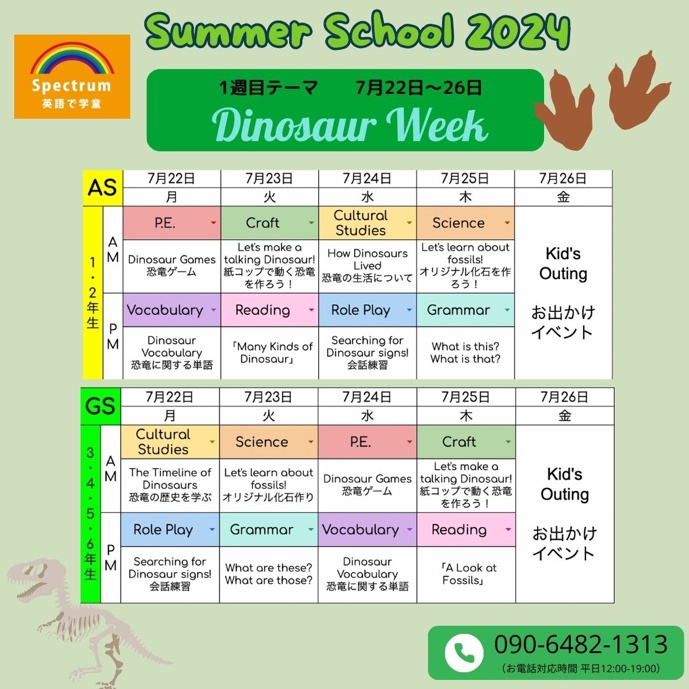 Summer School 2024
Spectrum
英語で学童
1週目テーマ 7月22日〜26日
Dinosaur Week
AS 7月22日 7月23日 7月24日 7月25日 7月26日
月 火 水 木 金
1・2年生
AM
P.E. Craft Cultural Studies Science
Dinosaur Games
恐竜ゲーム
Let's make a
talking Dinosaur!
紙コップで動く恐竜
を作ろう！
How Dinosaurs
Lived
恐竜の生活について
Let's learn about
fossils!
オリジナル化石を作
ろう！
PM
Vocabulary Reading Role Play Grammar
Dinosaur
Vocabulary
恐竜に関する単語
「Many Kinds of
Dinosaur」
Searching for
Dinosaur signs!
会話練習
What is this?
What is that?
Kid's
Outing
お出かけ
イベント
GS 7月22日 7月23日 7月24日 7月25日 7月26日
月 火 水 木 金
3・4・5・6年生
AM
Cultural Studies Science P.E. Craft
The Timeline of
Dinosaurs
恐竜の歴史を学ぶ
Let's learn about
fossils!
オリジナル化石作り
Dinosaur Games
恐竜ゲーム
Let's make a
talking Dinosaur!
紙コップで動く恐竜
を作ろう！
PM
Role Play Grammar Vocabulary Reading
Searching for
Dinosaur signs!
会話練習
What are these?
What are those?
Dinosaur
Vocabulary
恐竜に関する単語
「A Look at
Fossils」
Kid's
Outing
お出かけ
イベント
090-6482-1313
（お電話対応時間 平日12:00-19:00）